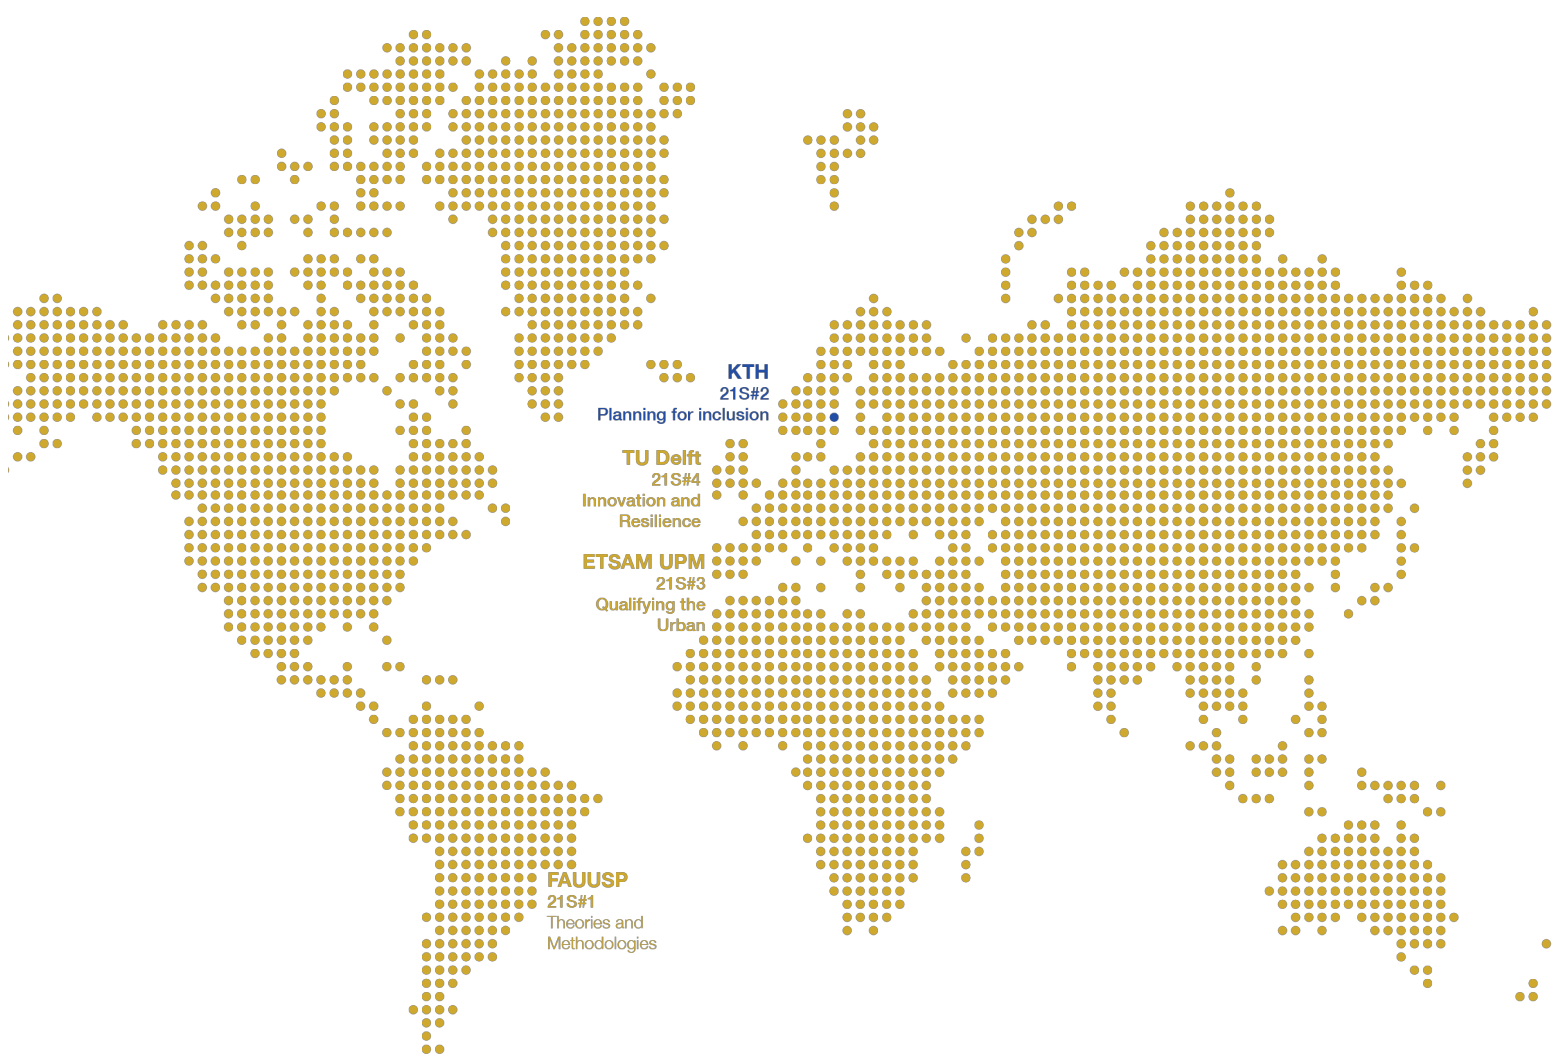 KTH
21S#2
Planning for inclusion
TU Delft
21S#4
Innovation and
Resilience
ETSAM UPM
21S#3
Qualifying the
Urban
FAUUSP
21S#1
Theories and
Methodologies